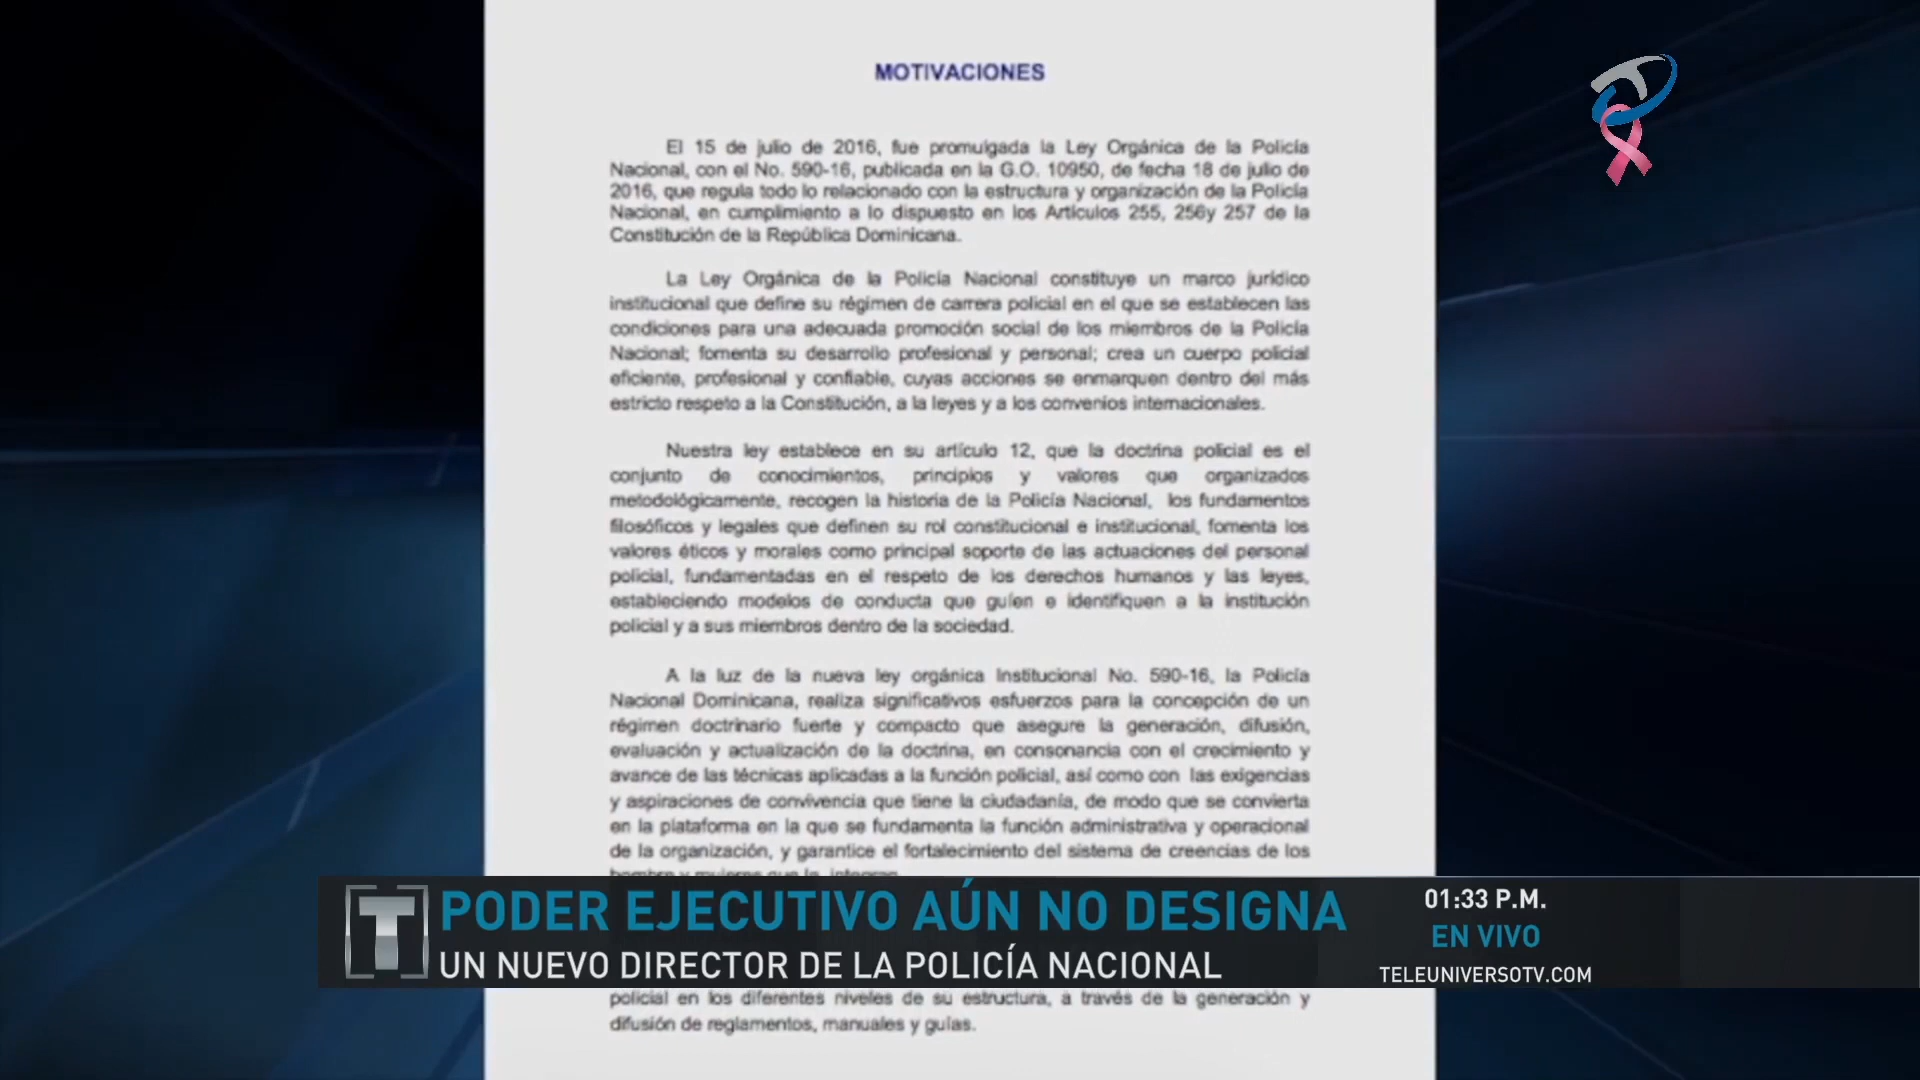 MOTIVACIONES
El 15 de julio de 2016, fue promulgada la Ley Orgánica de la Policía
Nacional, con el No. 590-16, publicada en la G.O. 10950, de fecha 18 de julio de
2016, que regula todo lo relacionado con la estructura y organización de la Policía
Nacional, en cumplimiento a lo dispuesto en los Artículos 255, 256y 257 de la
Constitución de la República Dominicana.
La Ley Orgánica de la Policía Nacional constituye un marco jurídico
institucional que define su régimen de carrera policial en el que se establecen las
condiciones para una adecuada promoción social de los miembros de la Policía
Nacional; fomenta su desarrollo profesional y personal; crea un cuerpo policial
eficiente, profesional y confiable, cuyas acciones se enmarquen dentro del más
estricto respeto a la Constitución, a la leyes y a los convenios internacionales.
Nuestra ley establece en su artículo 12, que la doctrina policial es el
conjunto de conocimientos, principios y valores que organizados
metodológicamente, recogen la historia de la Policía Nacional, los fundamentos
filosóficos y legales que definen su rol constitucional e institucional, fomenta los
valores éticos y morales como principal soporte de las actuaciones del personal
policial, fundamentadas en el respeto de los derechos humanos y las leyes,
estableciendo modelos de conducta que guíen e identifiquen a la institución
policial y a sus miembros dentro de la sociedad.
A la luz de la nueva ley orgánica Institucional No. 590-16, la Policía
Nacional Dominicana, realiza significativos esfuerzos para la concepción de un
régimen doctrinario fuerte y compacto que asegure la generación, difusión,
evaluación y actualización de la doctrina, en consonancia con el crecimiento y
avance de las técnicas aplicadas a la función policial, así como con las exigencias
y aspiraciones de convivencia que tiene la ciudadanía, de modo que se convierta
en la plataforma en la que se fundamenta la función administrativa y operacional
de la organización, y garantice el fortalecimiento del sistema de creencias de los
hombre y mujeres que la integran.
T PODER EJECUTIVO AÚN NO DESIGNA
UN NUEVO DIRECTOR DE LA POLICÍA NACIONAL
01:33 P.M.
EN VIVO
TELEUNIVERSOTV.COM
policial en los diferentes niveles de su estructura, a través de la generación y
difusión de reglamentos, manuales y guías.